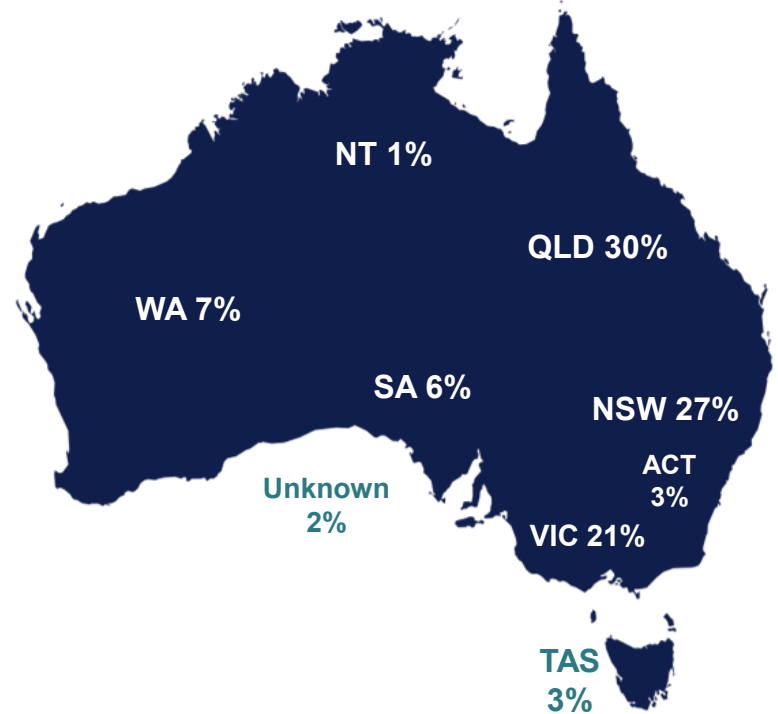 NT 1%
QLD 30%
WA 7%
SA 6%
NSW 27%
ACT
3%
Unknown
2%
VIC 21%
TAS
3%